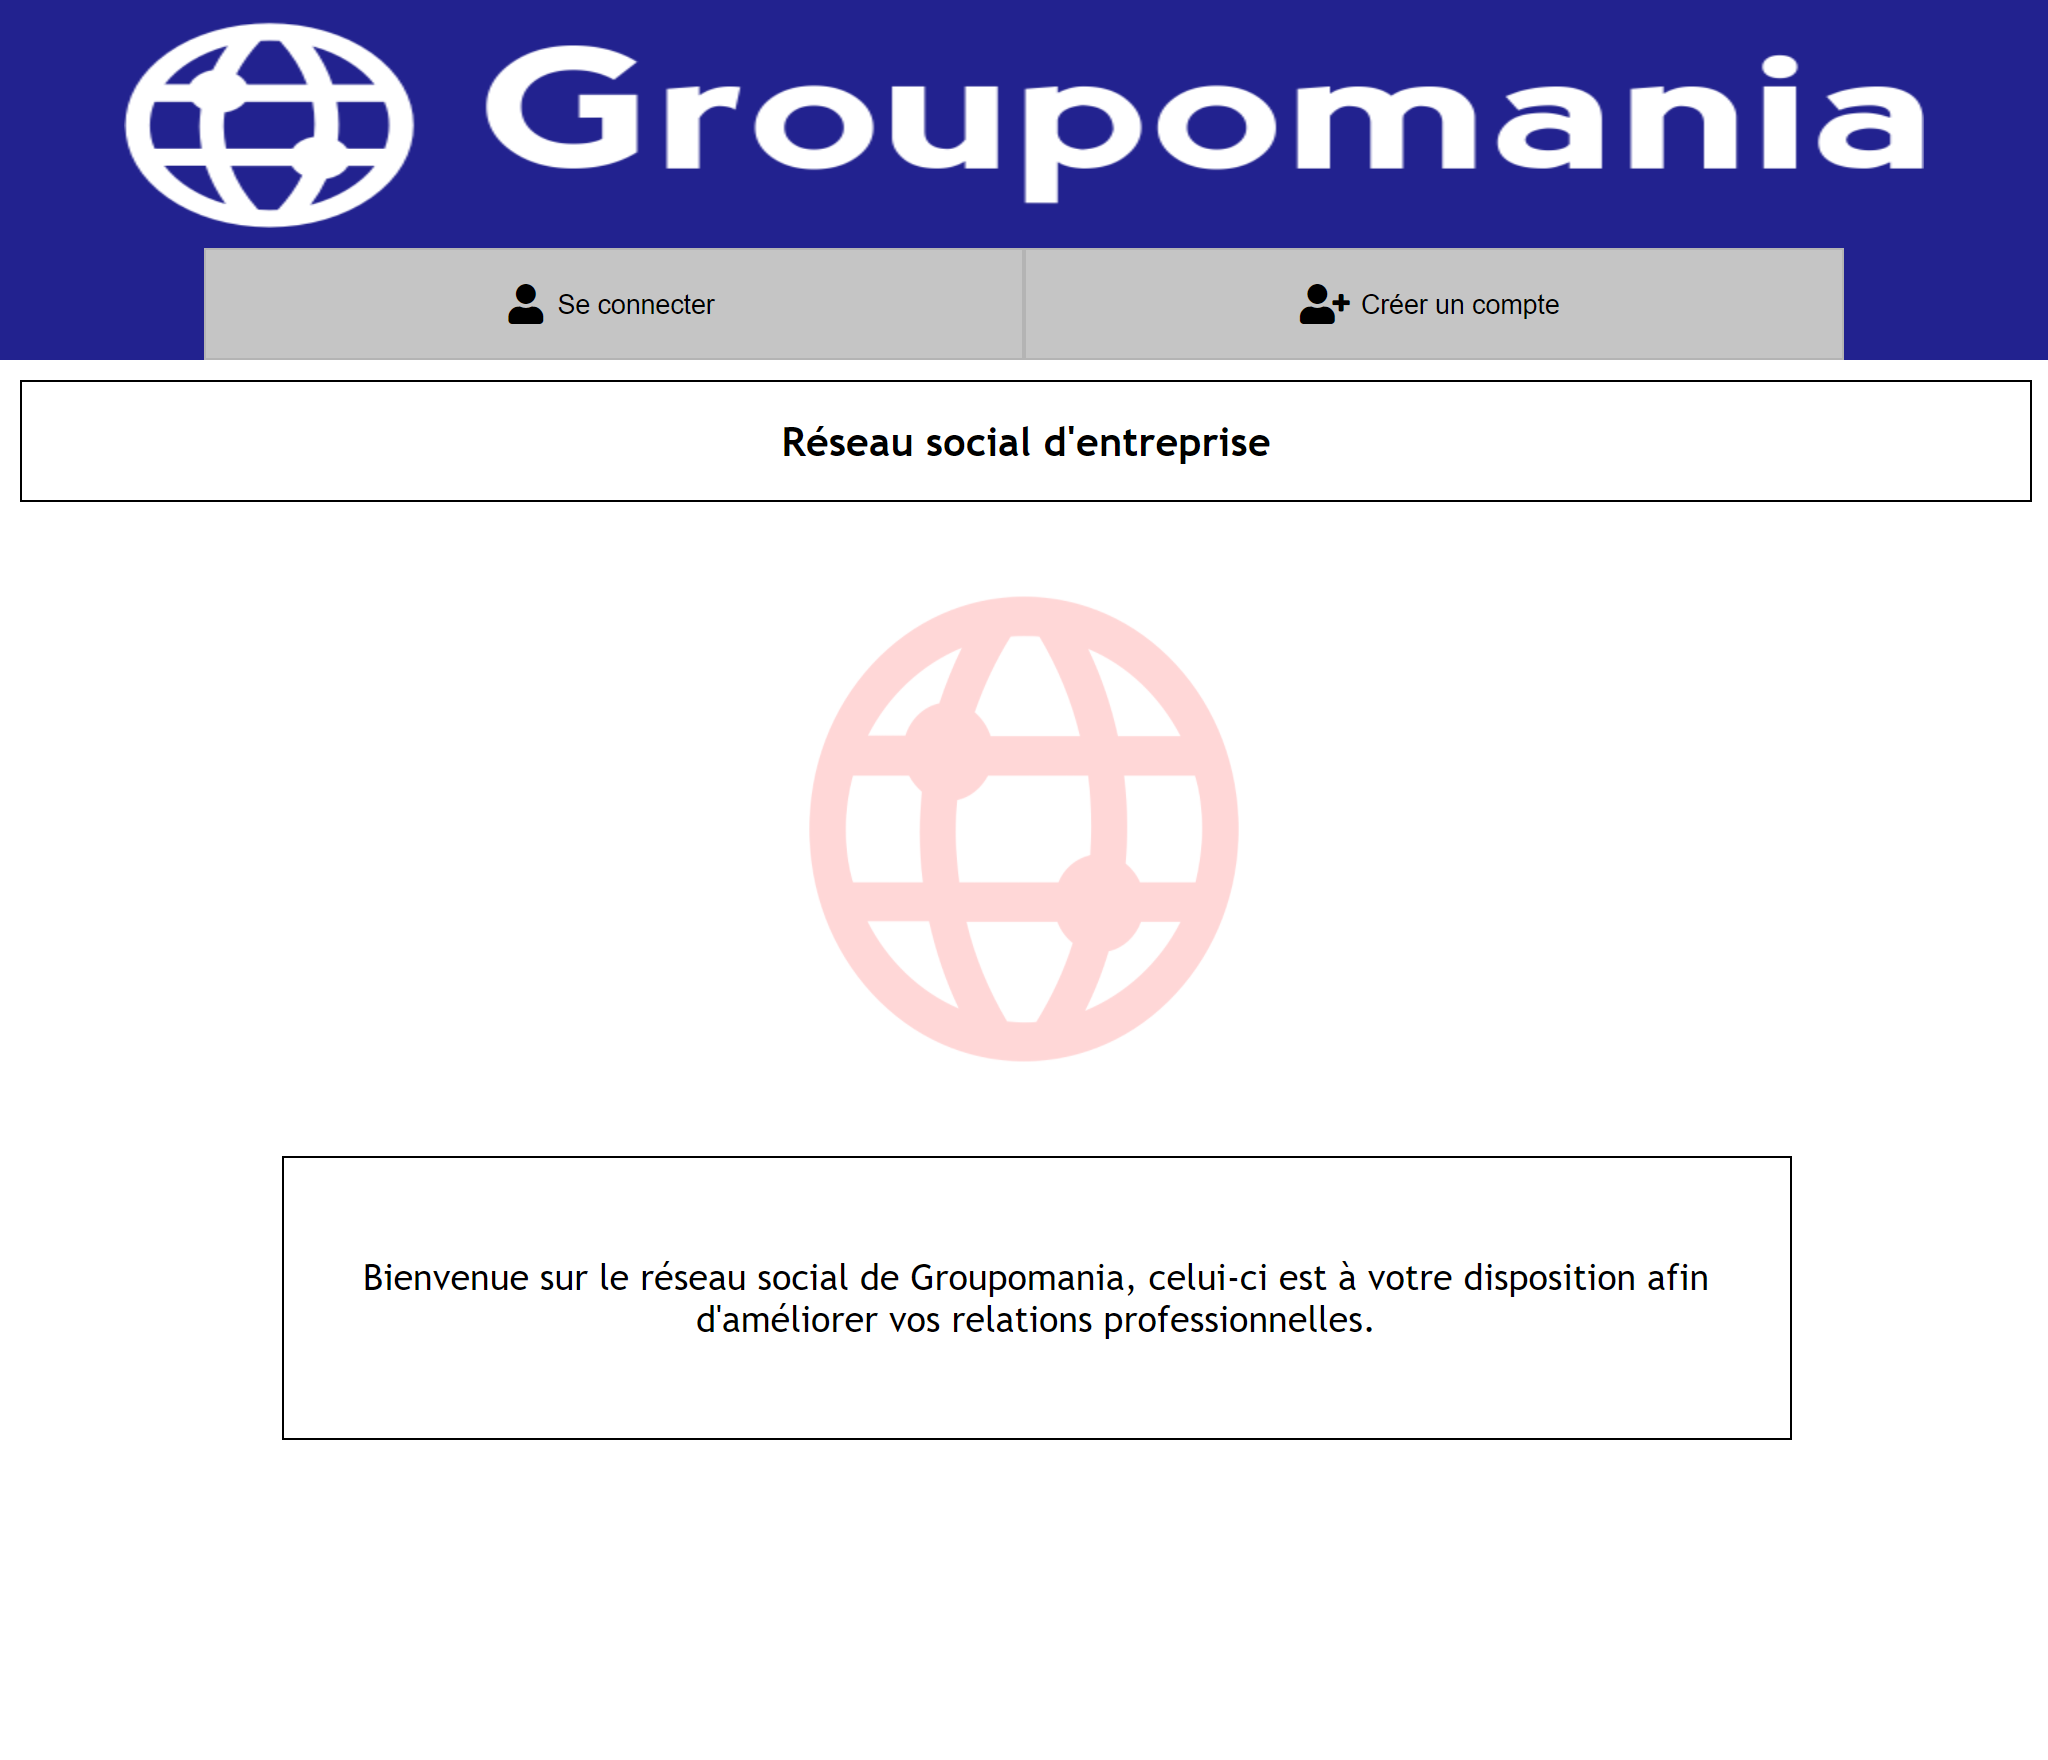 Groupomania
Se connecter
Créer un compte
Réseau social d'entreprise
Bienvenue sur le réseau social de Groupomania, celui-ci est à votre disposition afin
d'améliorer vos relations professionnelles.